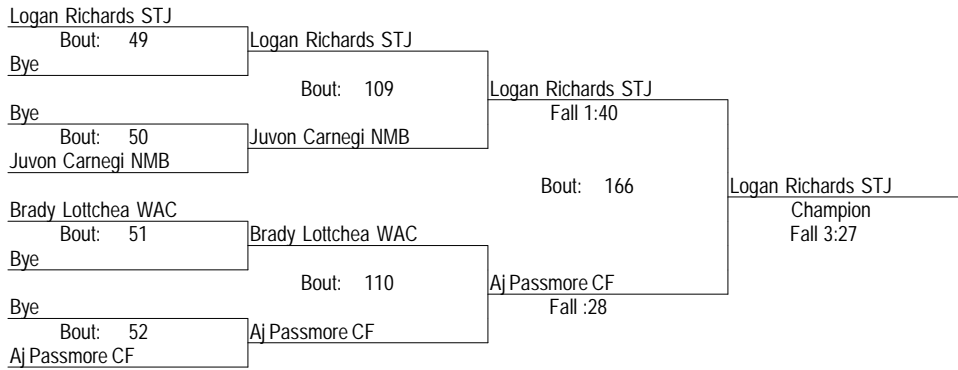 Logan Richards STJ
Bout: 49
Bye
Logan Richards STJ
Bout: 109
Bye
Bout: 50
Juvon Carnegi NMB
Juvon Carnegi NMB
Logan Richards STJ
Fall 1:40
Bout: 166
Brady Lottchea WAC
Bout: 51
Bye
Brady Lottchea WAC
Bout: 110
Bye
Bout: 52
Aj Passmore CF
Aj Passmore CF
Aj Passmore CF
Fall :28
Logan Richards STJ
Champion
Fall 3:27